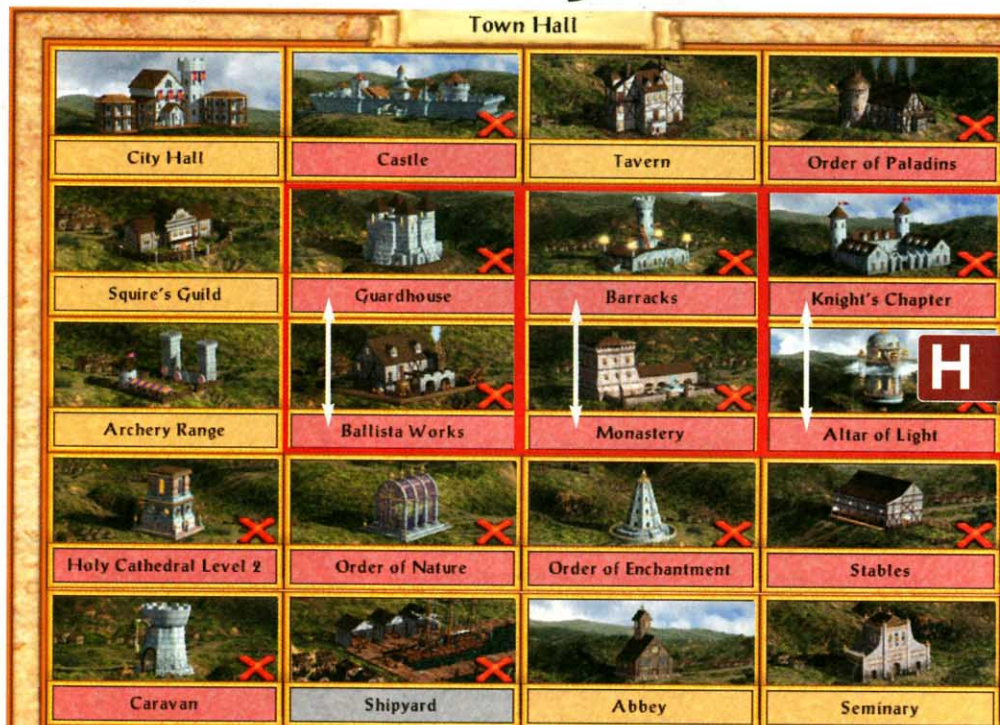 Town Hall
City Hall
Castle
Tavern
Order of Paladins
Squire's Guild
Guardhouse
Barracks
Knight's Chapter
H
Archery Range
Ballista Works
Monastery
Altar of Light
Holy Cathedral Level 2
Order of Nature
Order of Enchantment
Stables
Caravan
Shipyard
Abbey
Seminary